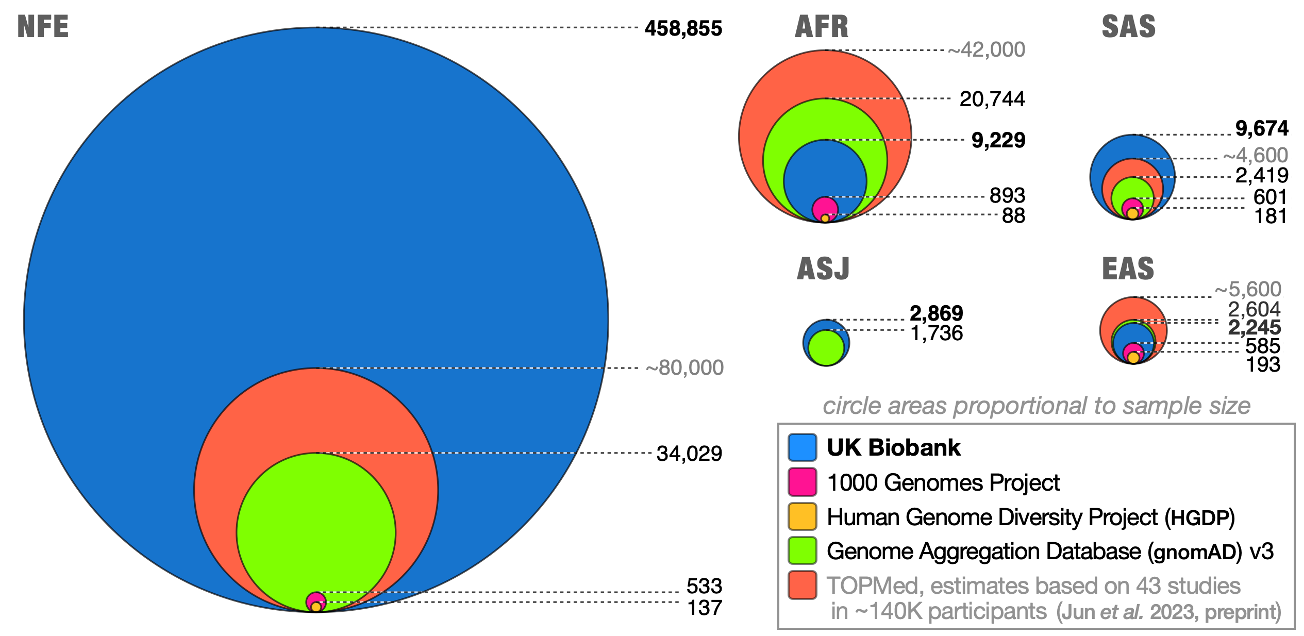 NFE
458,855
~80,000
34,029
533
137
AFR
~42,000
20,744
9,229
893
88
SAS
9,674
~4,600
2,419
601
181
ASJ
2,869
1,736
EAS
~5,600
2,604
2,245
585
193
circle areas proportional to sample size
UK Biobank
1000 Genomes Project
Human Genome Diversity Project (HGDP)
Genome Aggregation Database (gnomAD) v3
TOPMed, estimates based on 43 studies
in ~140K participants (Jun et al. 2023, preprint)